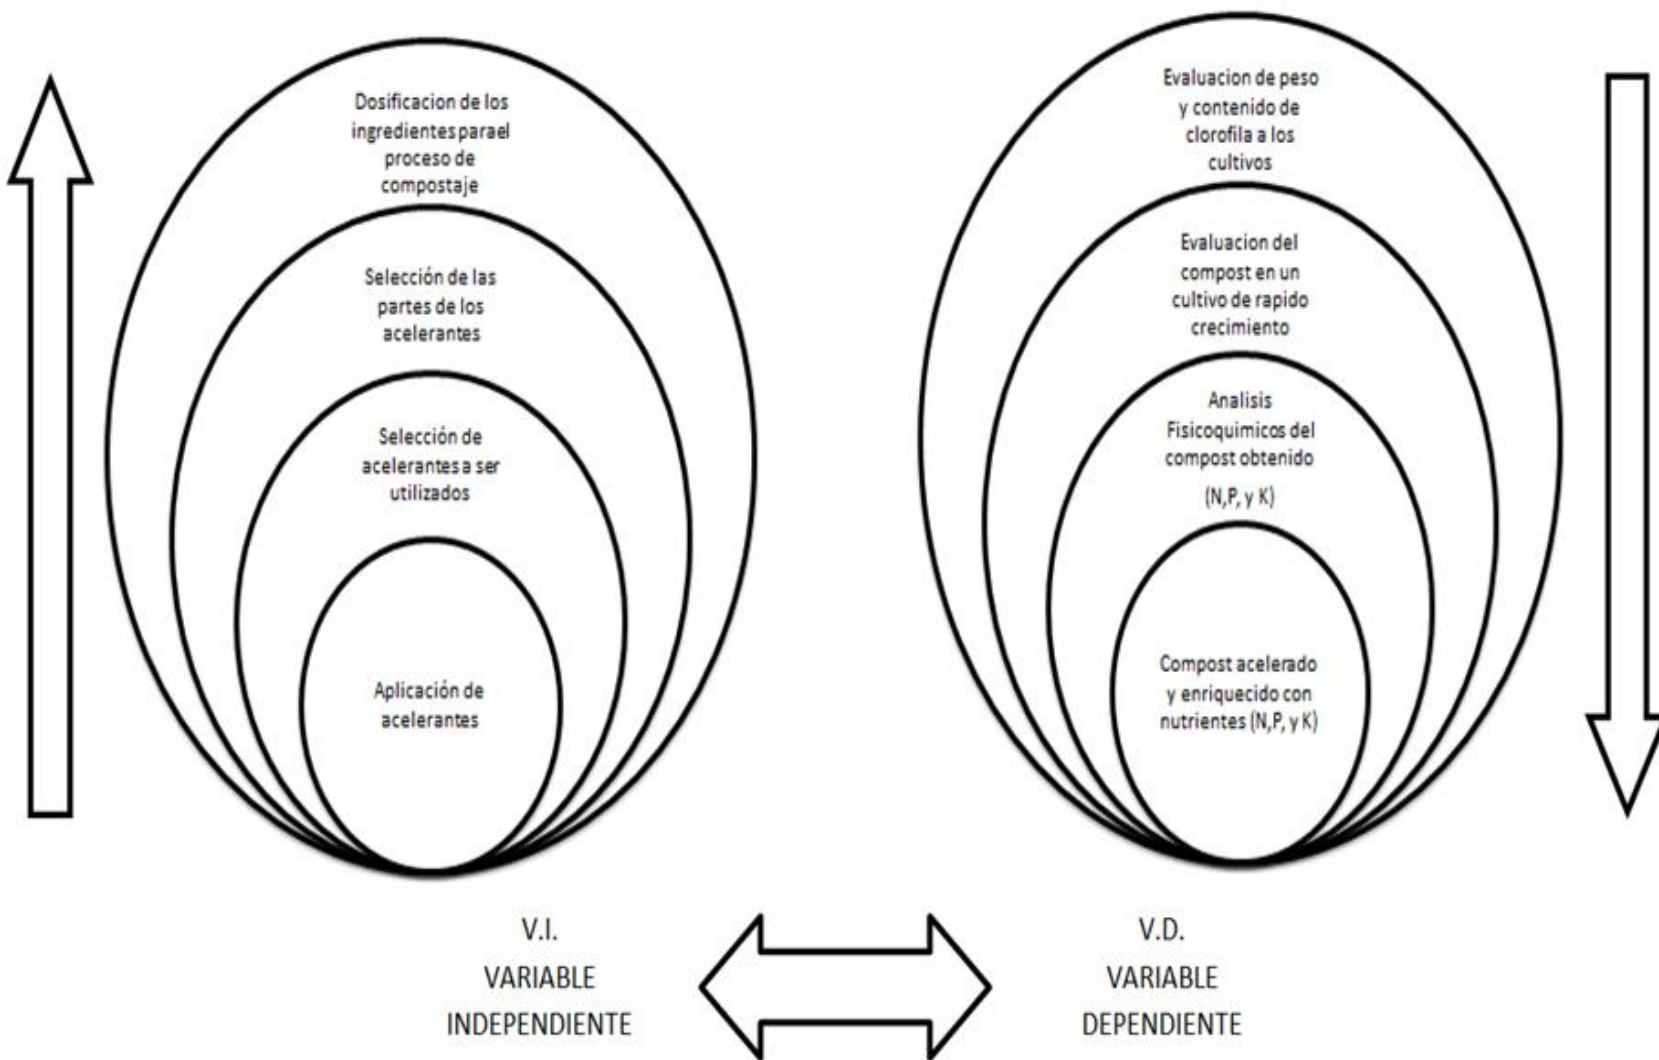 Dosificacion de los
ingredientes parael
proceso de
compostaje
Selección de las
partes de los
acelerantes
Selección de
acelerantes a ser
utilizados
Aplicación de
acelerantes
Evaluacion de peso
y contenido de
clorofila a los
cultivos
Evaluacion del
compost en un
cultivo de rapido
crecimiento
Analisis
Fisicoquimicos del
compost obtenido
(N,P, y K)
Compost acelerado
y enriquecido con
nutrientes (N,P, y K)
V.I.
VARIABLE
INDEPENDIENTE
V.D.
VARIABLE
DEPENDIENTE